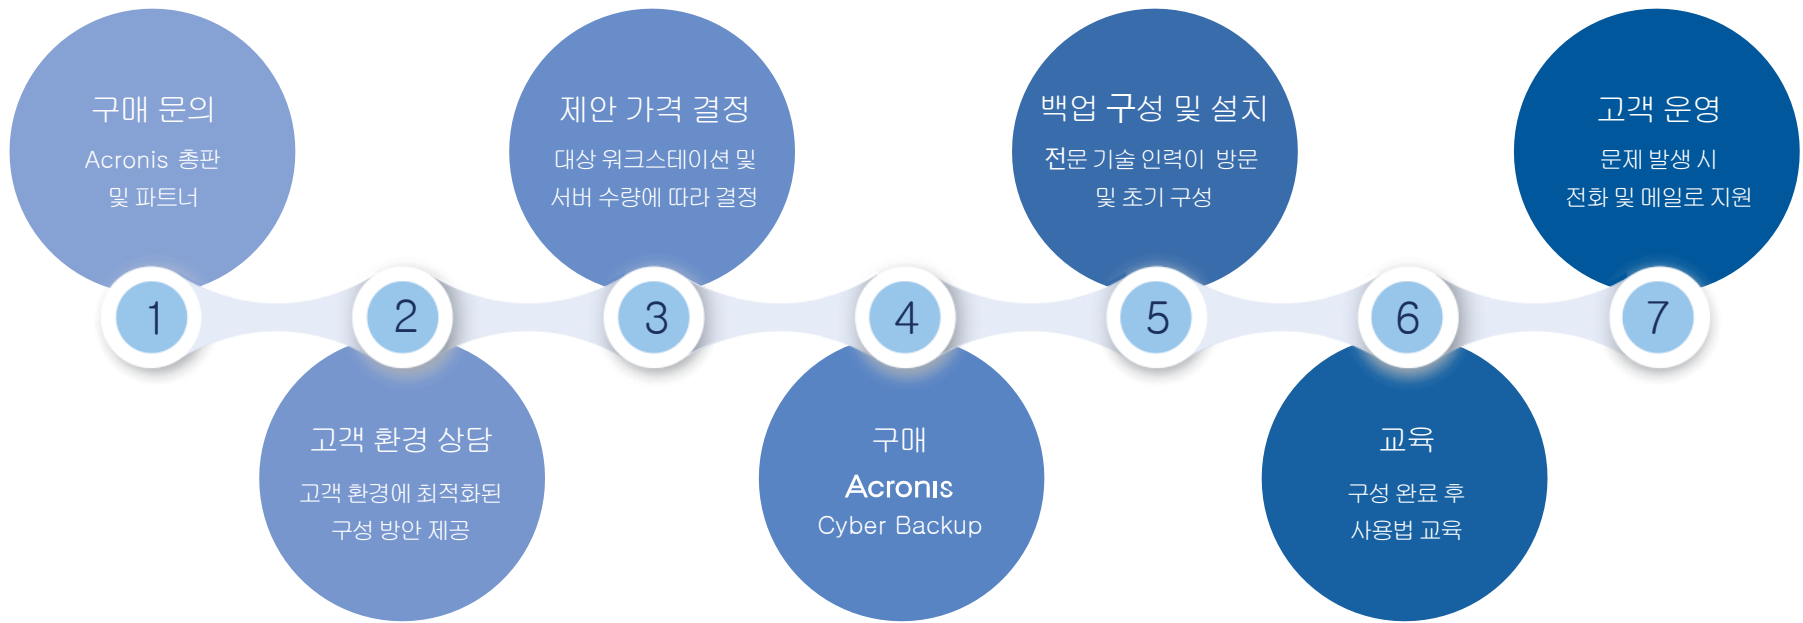 구매 문의
Acronis 총판
및 파트너
1
고객 환경 상담
고객 환경에 최적화된
구성 방안 제공
2
제안 가격 결정
대상 워크스테이션 및
서버 수량에 따라 결정
3
구매
Acronis
Cyber Backup
4
백업 구성 및 설치
전문 기술 인력이 방문
및 초기 구성
5
교육
구성 완료 후
사용법 교육
6
고객 운영
문제 발생 시
전화 및 메일로 지원
7